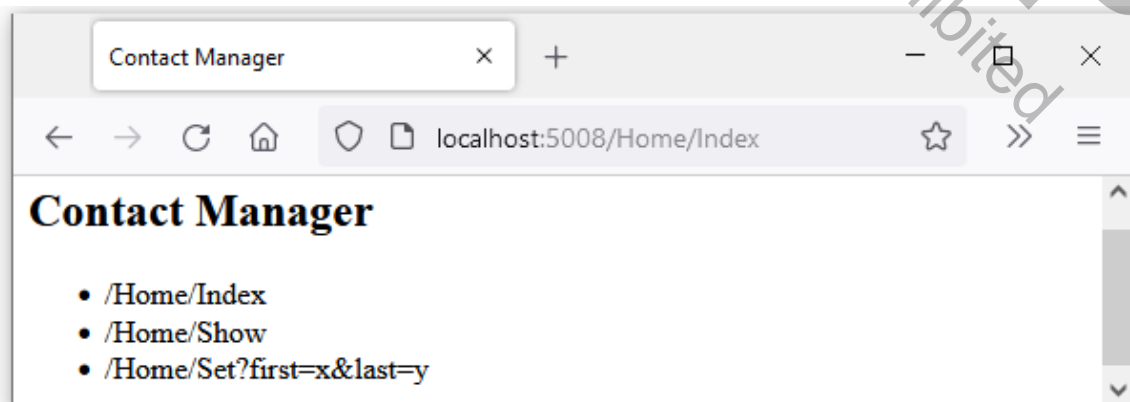 Contact Manager
localhost:5008/Home/Index
Contact Manager
• /Home/Index
• /Home/Show
• /Home/Set?first=x&last=y